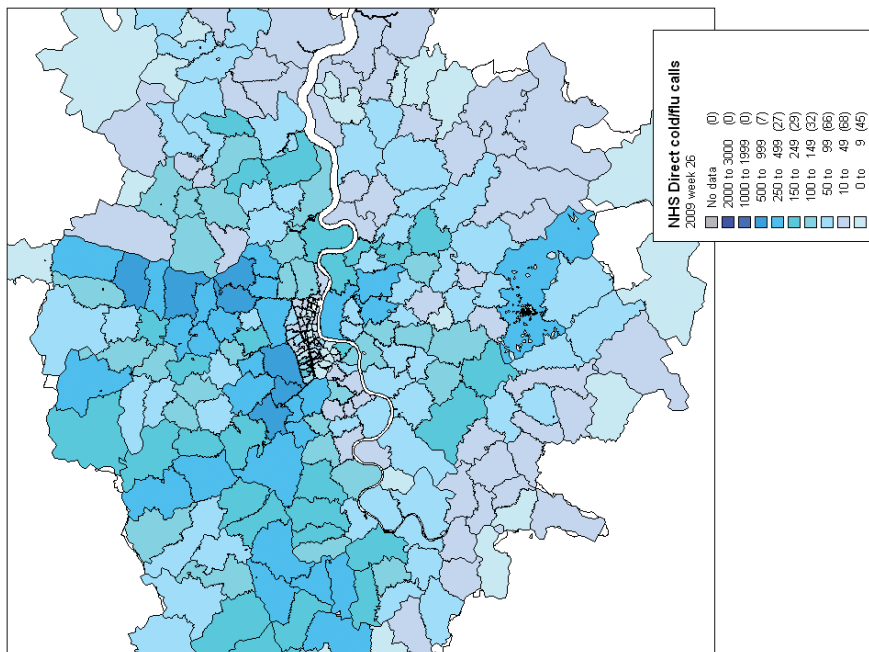 NHS Direct cold/flu calls
2009 week 26
No data (0)
2000 to 3000 (0)
1000 to 1999 (0)
500 to 999 (7)
250 to 499 (27)
150 to 249 (29)
100 to 149 (32)
50 to 99 (66)
10 to 49 (68)
0 to 9 (45)